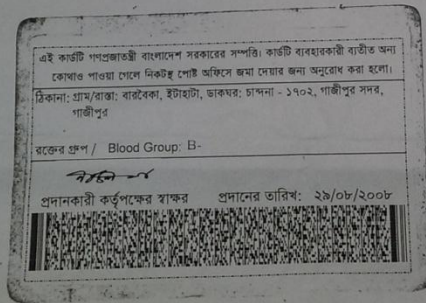 এই কার্ডটি গণপ্রজাতন্ত্রী বাংলাদেশ সরকারের সম্পত্তি। কার্ডটি ব্যবহারকারী ব্যতীত অন্য
কোথাও পাওয়া গেলে নিকটস্থ পোষ্ট অফিসে জমা দেয়ার জন্য অনুরোধ করা হলো।
ঠিকানা: গ্রাম/রাস্তা: বারবৈকা, ইটাহাটা, ডাকঘর: চান্দনা - ১৭০২, গাজীপুর সদর,
গাজীপুর
রক্তের গ্রুপ / Blood Group: B-
প্রদানকারী কর্তৃপক্ষের স্বাক্ষর প্রদানের তারিখ: ২৯/০৮/২০০৮